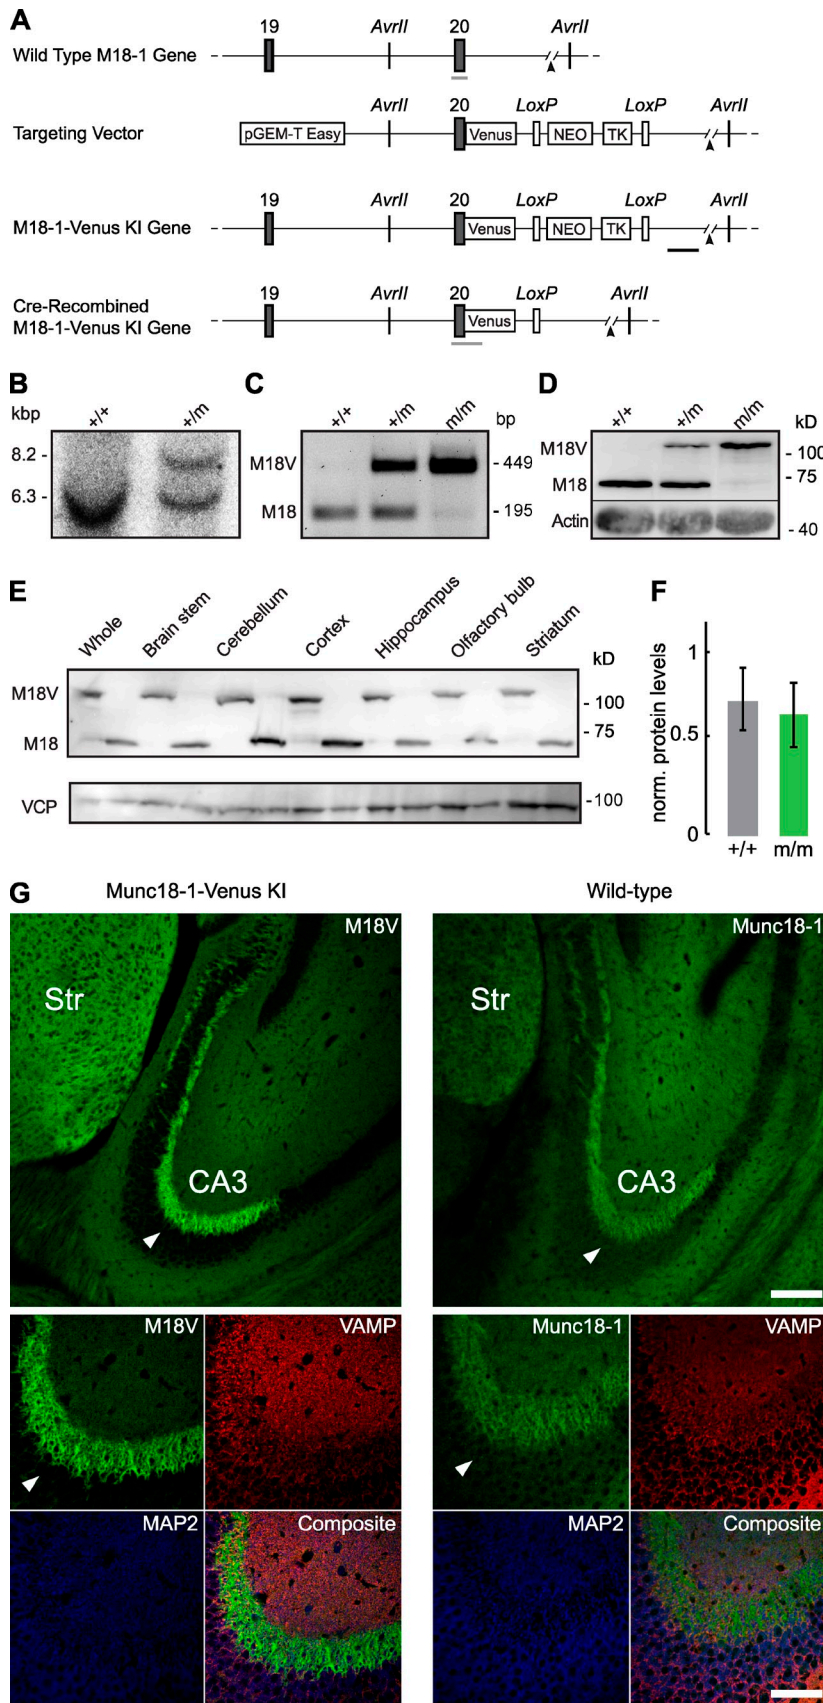 A
19 AvrII 20 AvrII
Wild Type M18-1 Gene
AvrII 20 LoxP LoxP AvrII
Targeting Vector pGEM-T Easy Venus NEO TK
19 AvrII 20 LoxP LoxP AvrII
M18-1-Venus KI Gene Venus NEO TK
19 AvrII 20 LoxP AvrII
Cre-Recombined
M18-1-Venus KI Gene Venus
B
kbp +/+ +/m
8.2 -
6.3 -
C
+/+ +/m m/m bp
M18V - 449
M18 - 195
D
+/+ +/m m/m kD
M18V - 100
M18 - 75
Actin - 40
E
Whole Brain stem Cerebellum Cortex Hippocampus Olfactory bulb Striatum
kD
M18V - 100
M18 - 75
VCP -100
F
norm. protein levels
1
0.5
0
+/+ m/m
G
Munc18-1-Venus KI Wild-type
M18V Munc18-1
Str Str
CA3 CA3
M18V VAMP Munc18-1 VAMP
MAP2 Composite MAP2 Composite